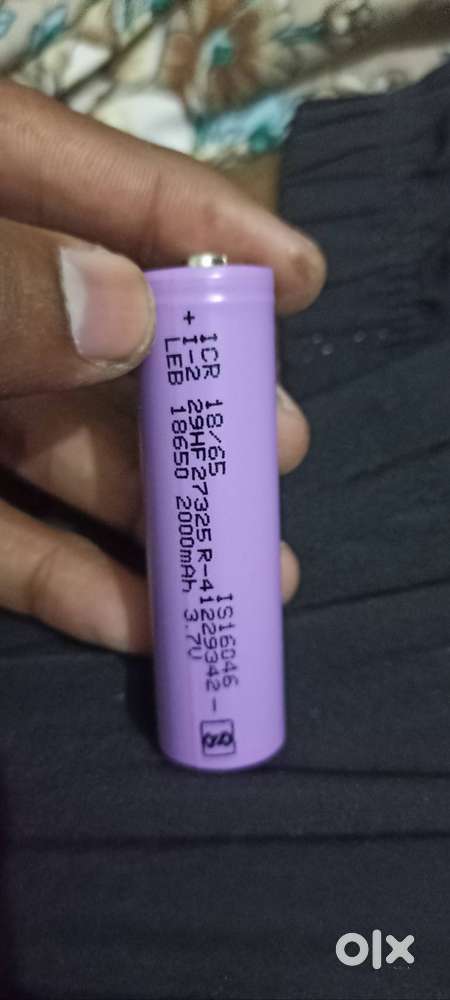 ICR 18/65 IS16046
+ I-2 29HF27325 R-41229342 -
LEB 18650 2000mAh 3.7V
olx